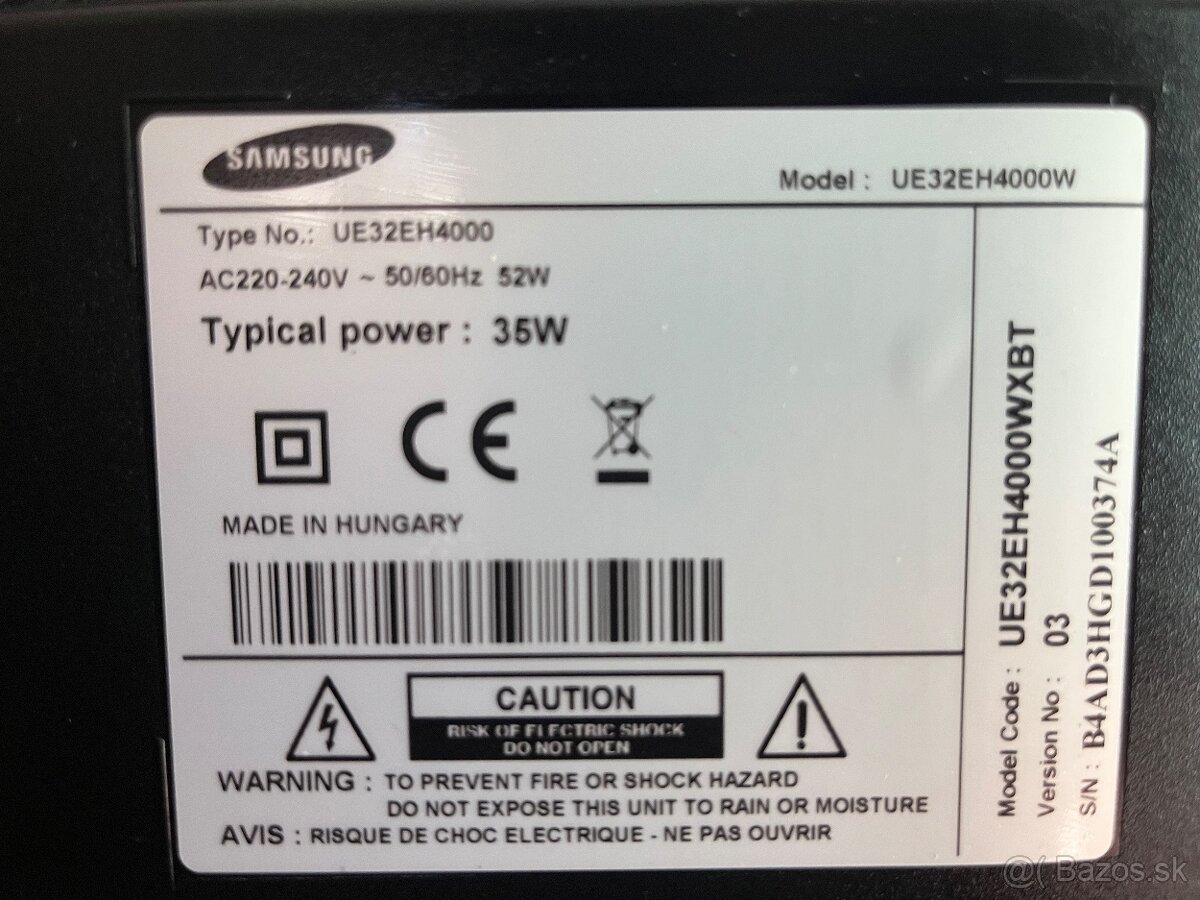 SAMSUNG
Model : UE32EH4000W
Type No.: UE32EH4000
AC220-240V ~ 50/60Hz 52W
Typical power : 35W
CE
MADE IN HUNGARY
CAUTION
RISK OF ELECTRIC SHOCK
DO NOT OPEN
WARNING : TO PREVENT FIRE OR SHOCK HAZARD
DO NOT EXPOSE THIS UNIT TO RAIN OR MOISTURE
AVIS : RISQUE DE CHOC ELECTRIQUE - NE PAS OUVRIR
Model Code : UE32EH4000WXBT
Version No : 03
S/N : B4AD3HGD100374A
@( Bazos.sk